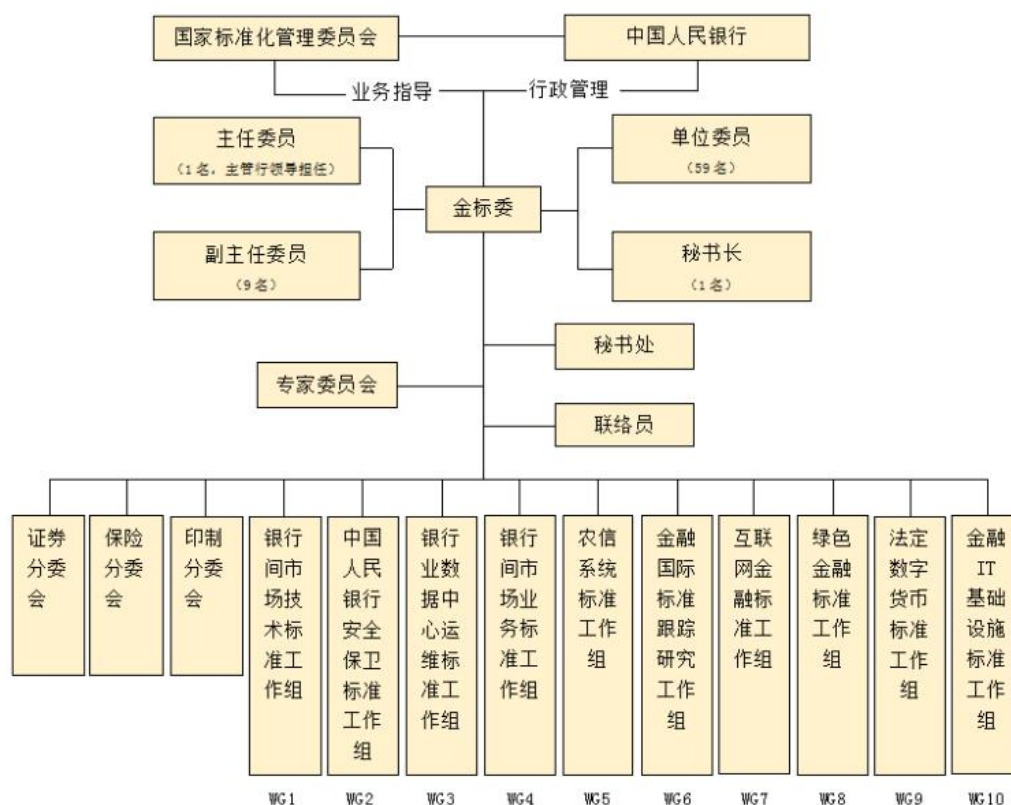 国家标准化管理委员会
中国人民银行
业务指导
行政管理
主任委员
（1名，主管行领导担任）
单位委员
（59名）
金标委
副主任委员
（9名）
秘书长
（1名）
秘书处
专家委员会
联络员
证券
分委
会
保险
分委会
印制
分委
会
银行
间市
场技
术标
准工
作组
中国
人民
银行
安全
保卫
标准
工作
组
银行
业数
据中
心运
维标
准工
作组
银行
间市
场业
务标
准工
作组
农信
系统
标准
工作
组
金融
国际
标准
跟踪
研究
工作
组
互联
网金
融标
准工
作组
绿色
金融
标准
工作
组
法定
数字
货币
标准
工作
组
金融
IT
基础
设施
标准
工作
组
WG1
WG2
WG3
WG4
WG5
WG6
WG7
WG8
WG9
WG10